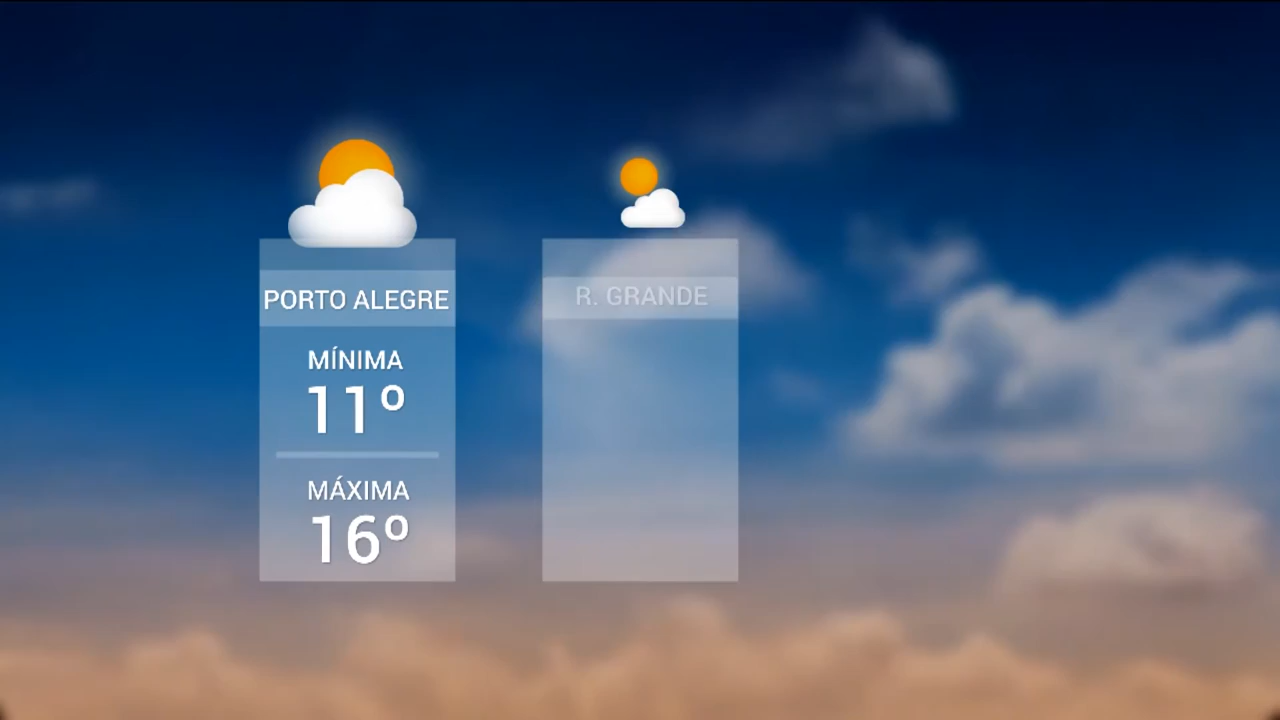 PORTO ALEGRE
MÍNIMA
11º
MÁXIMA
16º
R. GRANDE